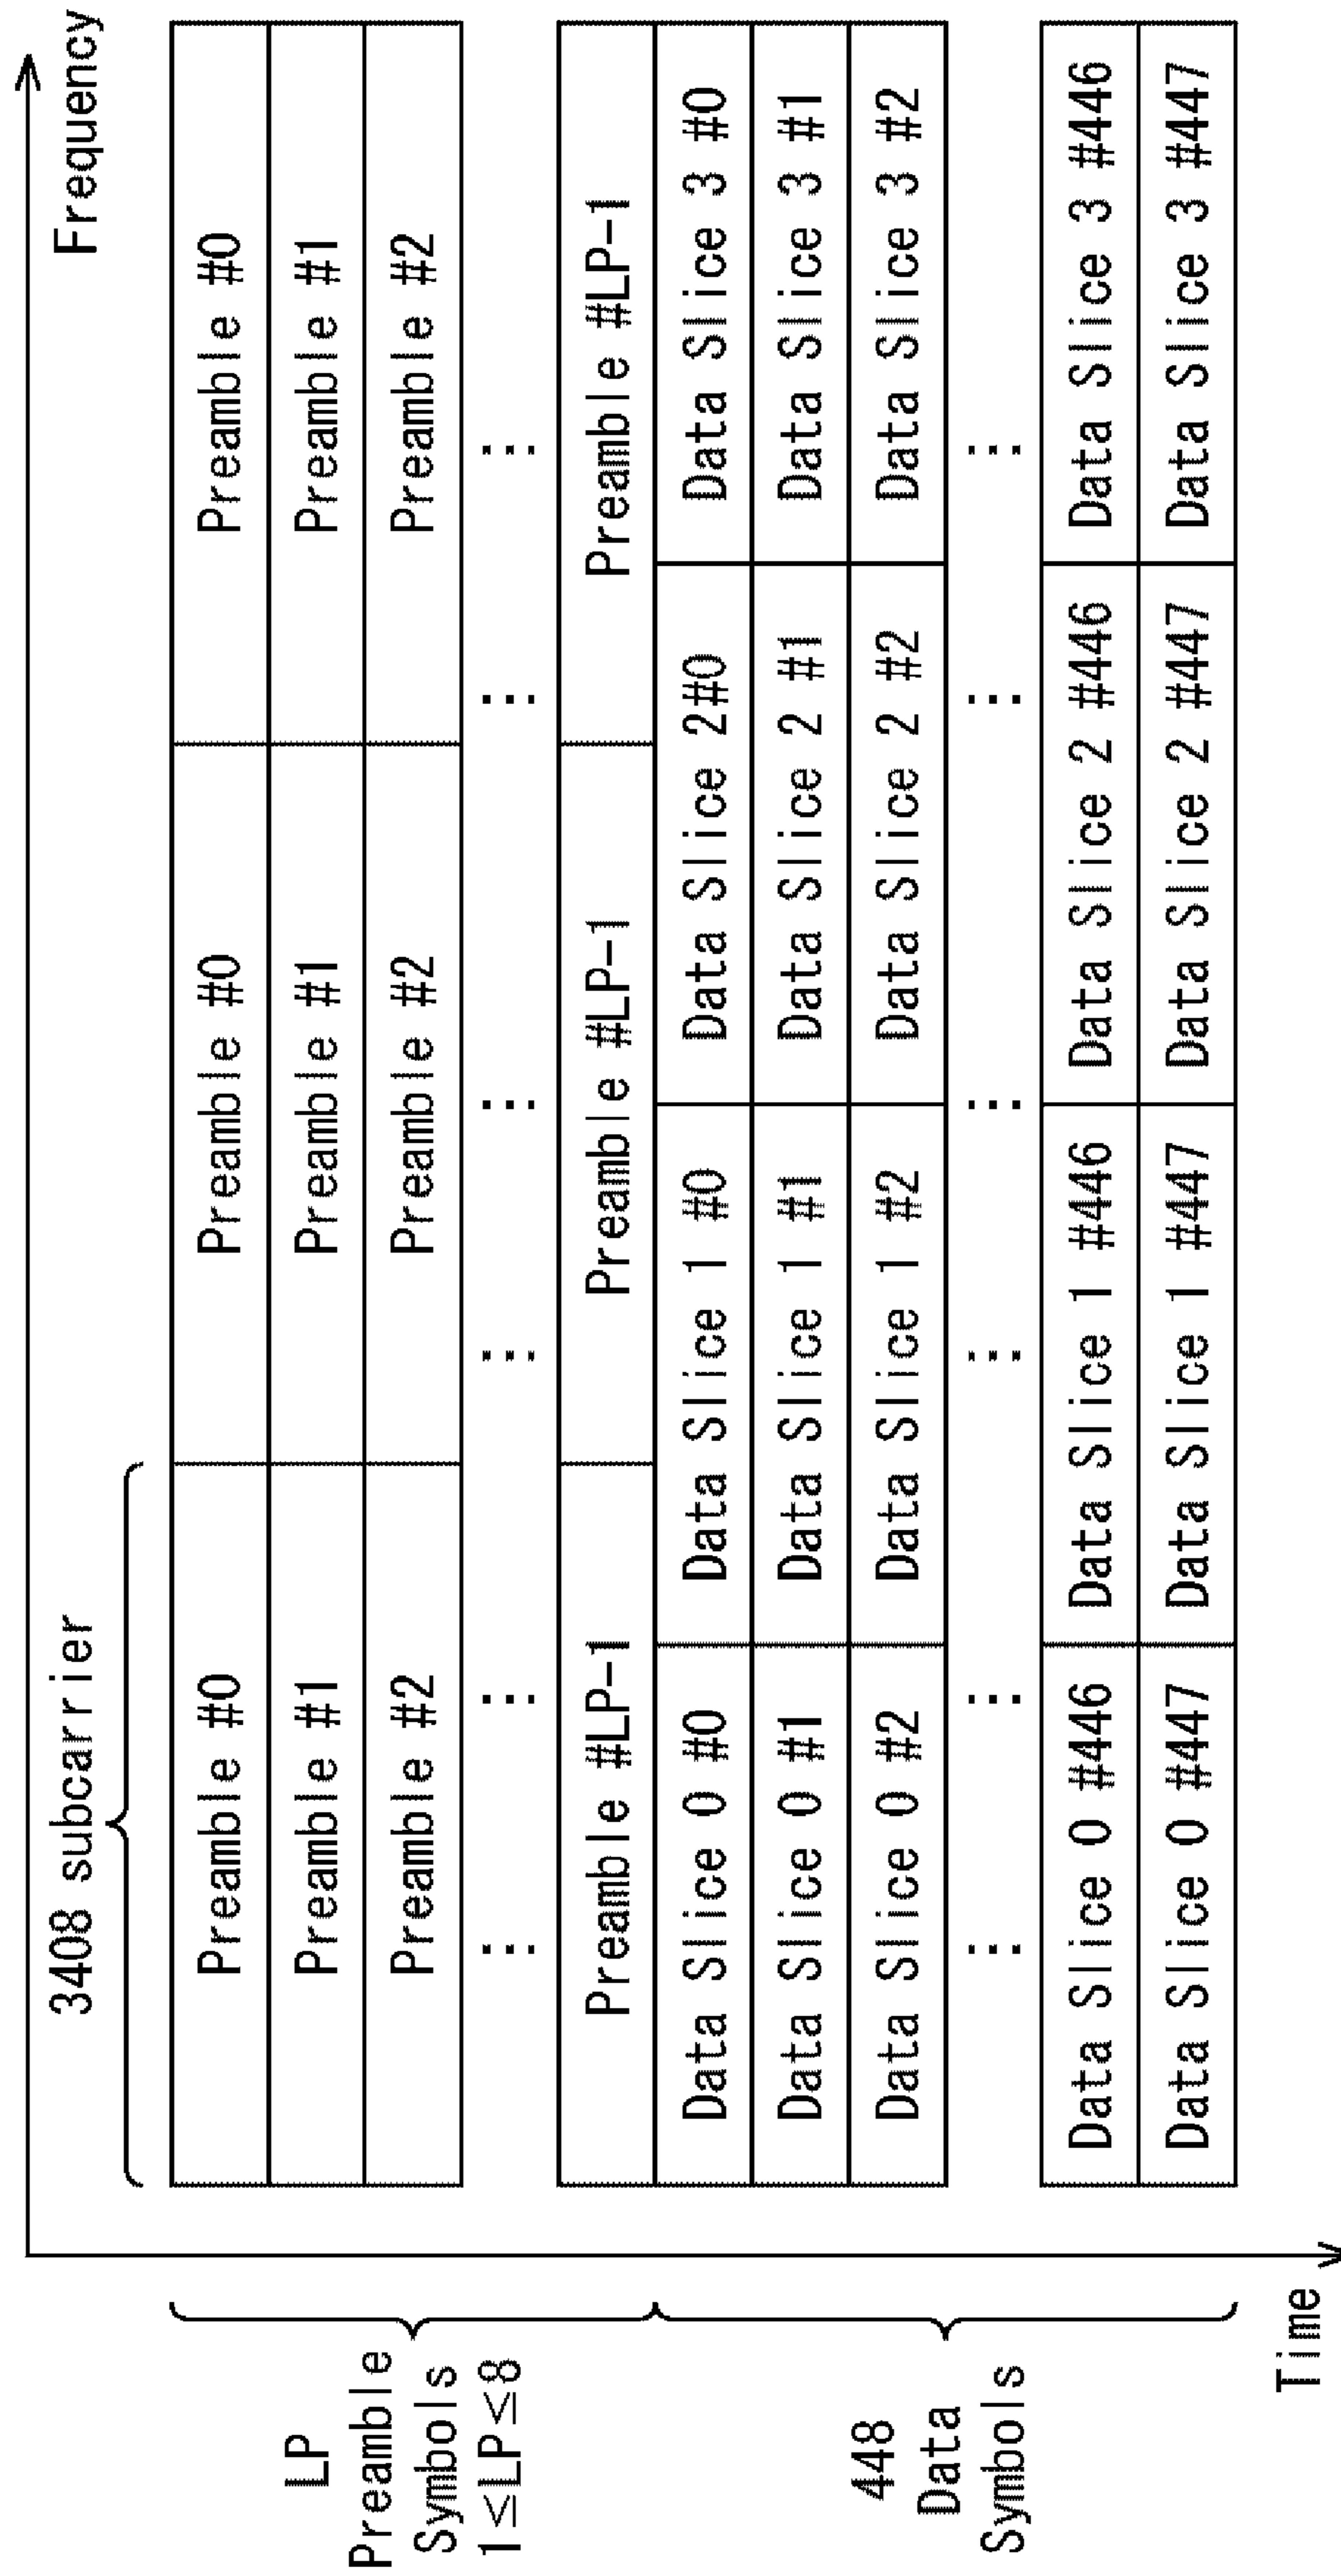 Frequency
3408 subcarrier
LP
Preamble
Symbols
1≤LP≤8
Preamble #0 Preamble #0 Preamble #0
Preamble #1 Preamble #1 Preamble #1
Preamble #2 Preamble #2 Preamble #2
... ... ... ... ... ...
Preamble #LP-1 Preamble #LP-1 Preamble #LP-1
448
Data
Symbols
Data Slice 0 #0 Data Slice 1 #0 Data Slice 2#0 Data Slice 3 #0
Data Slice 0 #1 Data Slice 1 #1 Data Slice 2 #1 Data Slice 3 #1
Data Slice 0 #2 Data Slice 1 #2 Data Slice 2 #2 Data Slice 3 #2
... ... ... ... ... ...
Data Slice 0 #446 Data Slice 1 #446 Data Slice 2 #446 Data Slice 3 #446
Data Slice 0 #447 Data Slice 1 #447 Data Slice 2 #447 Data Slice 3 #447
Time